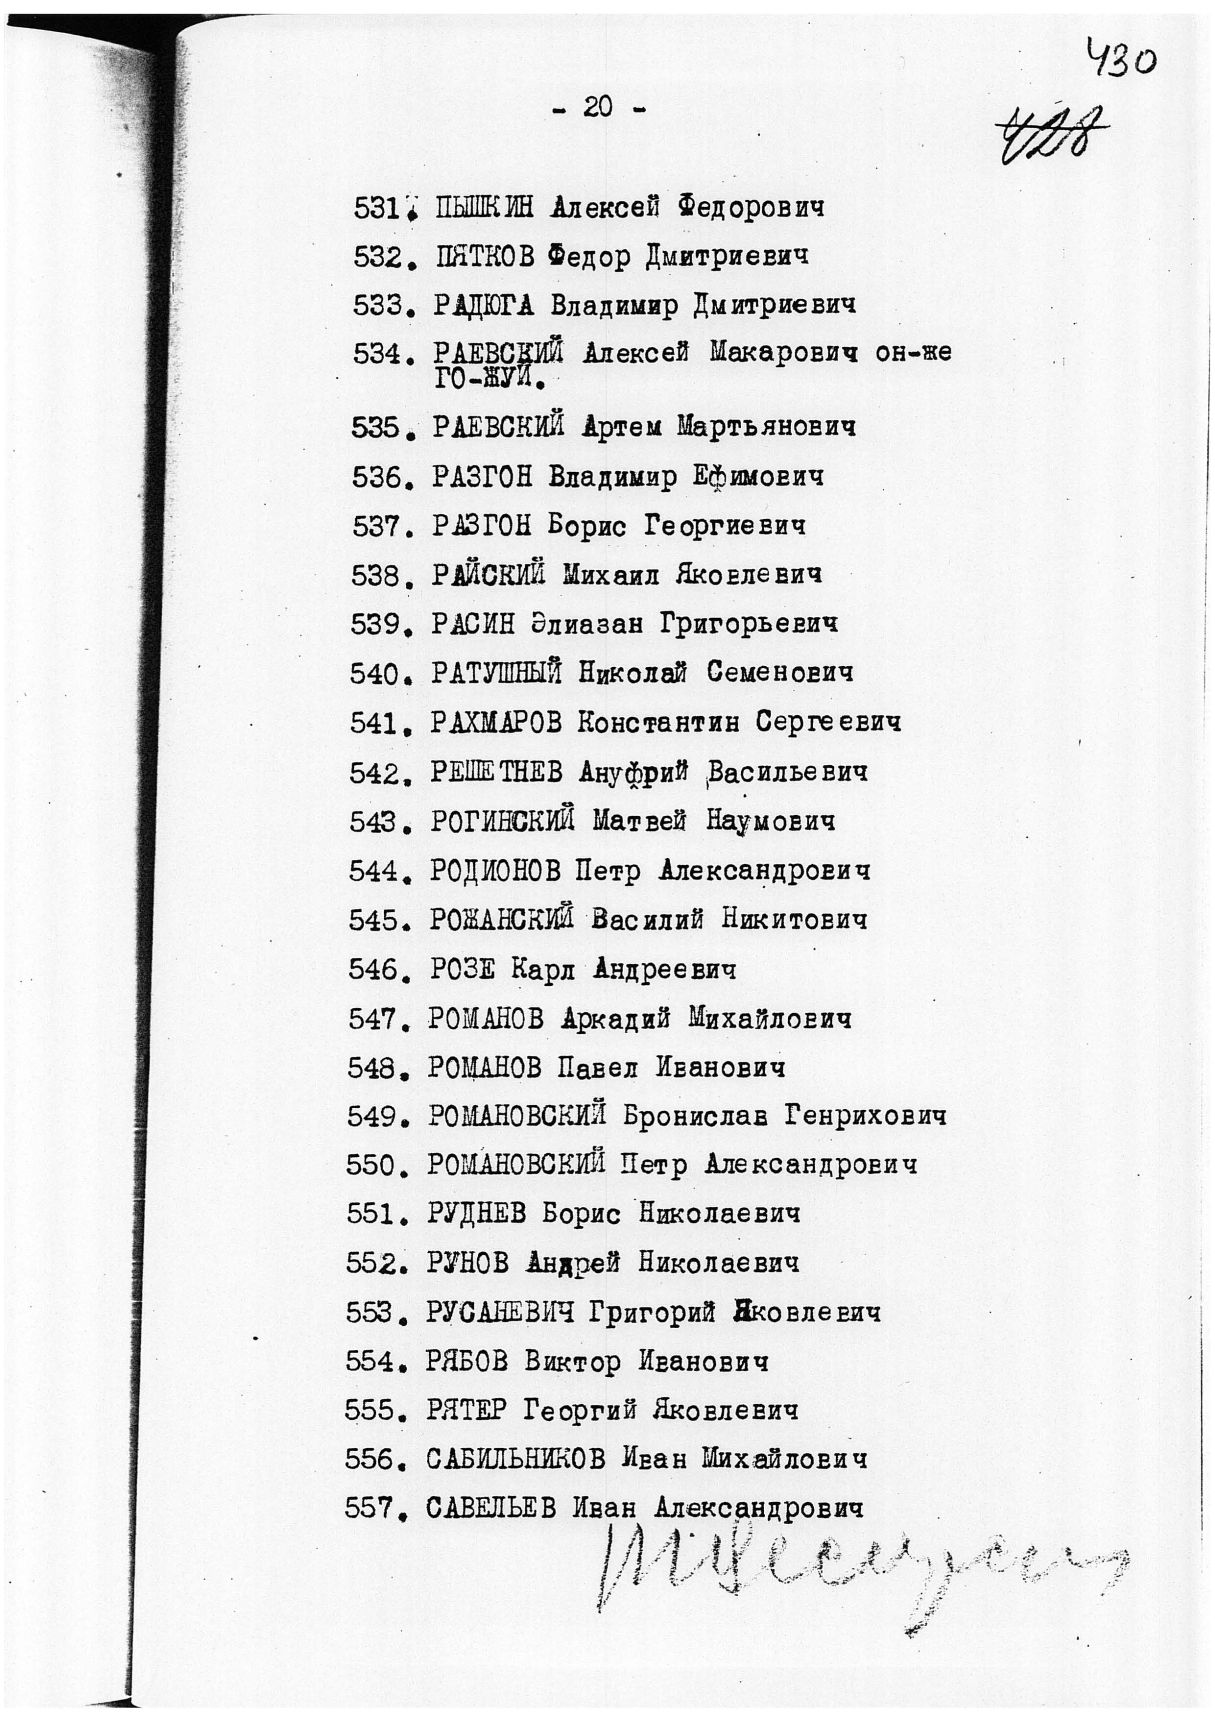 430
- 20 -
428
531. ПЫШКИН Алексей Федорович
532. ПЯТКОВ Федор Дмитриевич
533. РАДЮГА Владимир Дмитриевич
534. РАЕВСКИЙ Алексей Макарович он-же
ГО-ЖУЙ.
535. РАЕВСКИЙ Артем Мартьянович
536. РАЗГОН Владимир Ефимович
537. РАЗГОН Борис Георгиевич
538. РАЙСКИЙ Михаил Яковлевич
539. РАСИН Элиазан Григорьевич
540. РАТУШНЫЙ Николай Семенович
541. РАХМАРОВ Константин Сергеевич
542. РЕШЕТНЕВ Ануфрий Васильевич
543. РОГИНСКИЙ Матвей Наумович
544. РОДИОНОВ Петр Александрович
545. РОЖАНСКИЙ Василий Никитович
546. РОЗЕ Карл Андреевич
547. РОМАНОВ Аркадий Михайлович
548. РОМАНОВ Павел Иванович
549. РОМАНОВСКИЙ Бронислав Генрихович
550. РОМАНОВСКИЙ Петр Александрович
551. РУДНЕВ Борис Николаевич
552. РУНОВ Андрей Николаевич
553. РУСАНЕВИЧ Григорий Яковлевич
554. РЯБОВ Виктор Иванович
555. РЯТЕР Георгий Яковлевич
556. САБИЛЬНИКОВ Иван Михайлович
557. САВЕЛЬЕВ Иван Александрович